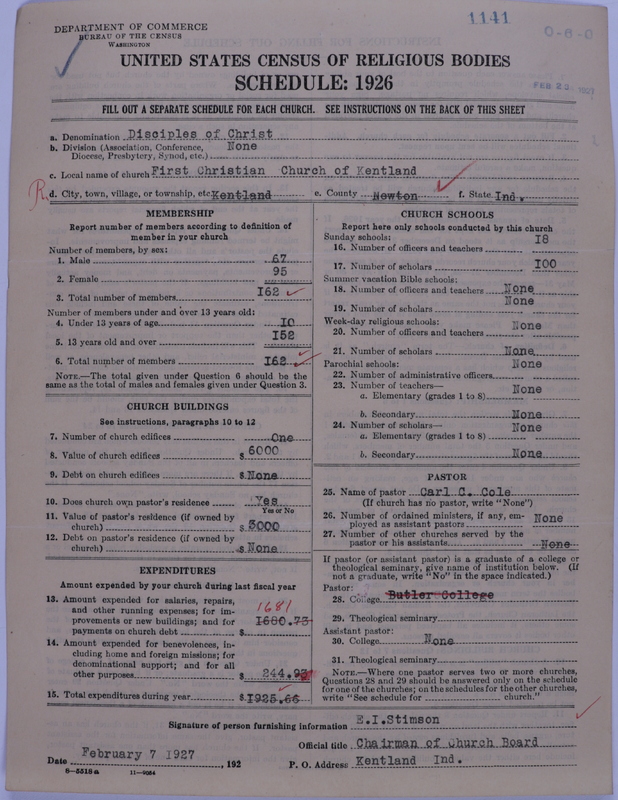 1141
0-6-0
DEPARTMENT OF COMMERCE
BUREAU OF THE CENSUS
WASHINGTON
UNITED STATES CENSUS OF RELIGIOUS BODIES
SCHEDULE: 1926
FEB 23 1927
FILL OUT A SEPARATE SCHEDULE FOR EACH CHURCH. SEE INSTRUCTIONS ON THE BACK OF THIS SHEET
a. Denomination Disciples of Christ
b. Division (Association, Conference, Diocese, Presbytery, Synod, etc.) None
c. Local name of church First Christian Church of Kentland
R d. City, town, village, or township, etc. Kentland e. County Newton f. State Ind.
MEMBERSHIP
Report number of members according to definition of
member in your church
Number of members, by sex:
1. Male 67
2. Female 95
3. Total number of members 162
Number of members under and over 13 years old:
4. Under 13 years of age 10
5. 13 years old and over 152
6. Total number of members 162
NOTE.—The total given under Question 6 should be
same as the total of males and females given under Question 3.
CHURCH BUILDINGS
See instructions, paragraphs 10 to 12
7. Number of church edifices One
8. Value of church edifices $ 6000
9. Debt on church edifices $ None
10. Does church own pastor's residence Yes
Yes or No
11. Value of pastor's residence (if owned by
church) $ 3000
12. Debt on pastor's residence (if owned by
church) $ None
EXPENDITURES
Amount expended by your church during last fiscal year
13. Amount expended for salaries, repairs,
and other running expenses; for im-
provements or new buildings; and for
payments on church debt $ 1680.73
1681
14. Amount expended for benevolences, in-
cluding home and foreign missions; for
denominational support; and for all
other purposes $ 244.93
15. Total expenditures during year $ 1925.66
CHURCH SCHOOLS
Report here only schools conducted by this church
Sunday schools:
16. Number of officers and teachers 18
17. Number of scholars 100
Summer vacation Bible schools:
18. Number of officers and teachers None
19. Number of scholars None
Week-day religious schools:
20. Number of officers and teachers None
21. Number of scholars None
Parochial schools:
22. Number of administrative officers None
23. Number of teachers—
a. Elementary (grades 1 to 8) None
b. Secondary None
24. Number of scholars—
a. Elementary (grades 1 to 8) None
b. Secondary None
PASTOR
25. Name of pastor Carl C. Cole
(If church has no pastor, write "None")
26. Number of ordained ministers, if any, em-
ployed as assistant pastors None
27. Number of other churches served by the
pastor or his assistants None
If pastor (or assistant pastor) is a graduate of a college or
theological seminary, give name of institution below. (If
not a graduate, write "No" in the space indicated.)
Pastor:
28. College Butler College
29. Theological seminary
Assistant pastor:
30. College None
31. Theological seminary
NOTE.—Where one pastor serves two or more churches,
Questions 28 and 29 should be answered only on the schedule
for one of the churches; on the schedules for the other churches,
write "See schedule for church."
Signature of person furnishing information E.I.Stimson
Official title Chairman of Church Board
Date February 7 1927, 192 P. O. Address Kentland Ind.
8—5518a 11—9054